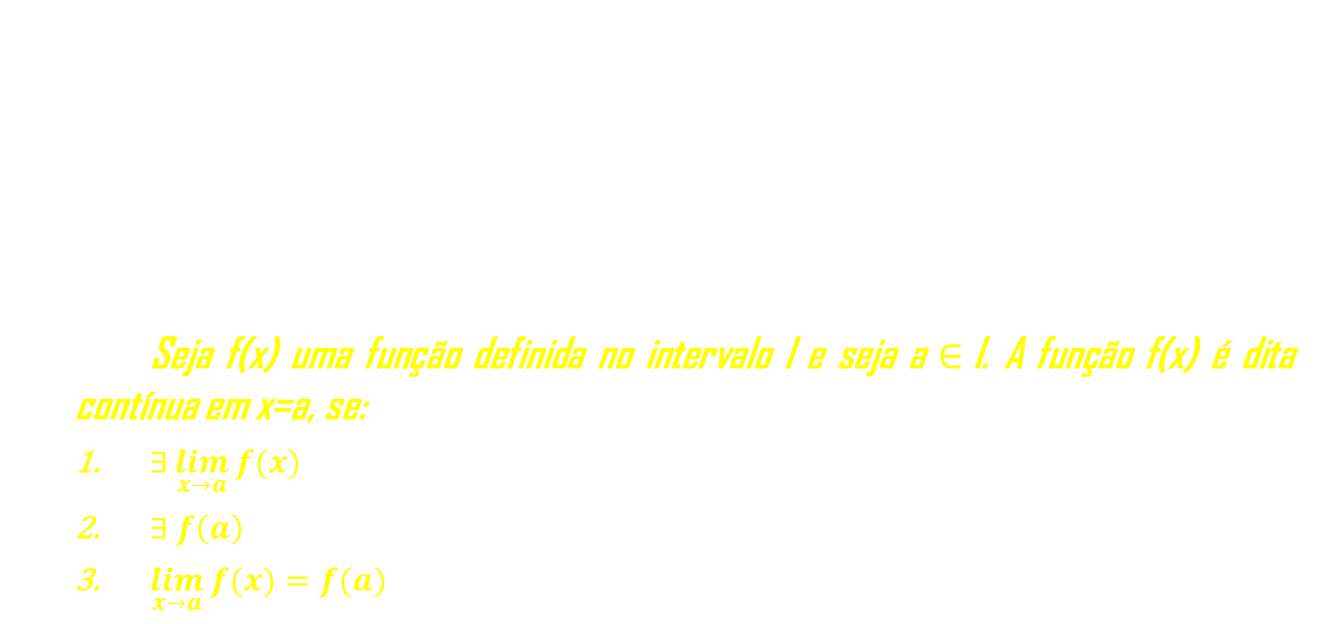 Seja f(x) uma função definida no intervalo I e seja a ∈ I. A função f(x) é dita
contínua em x=a, se:
1. ∃ lim x→a f(x)
2. ∃ f(a)
3. lim x→a f(x) = f(a)